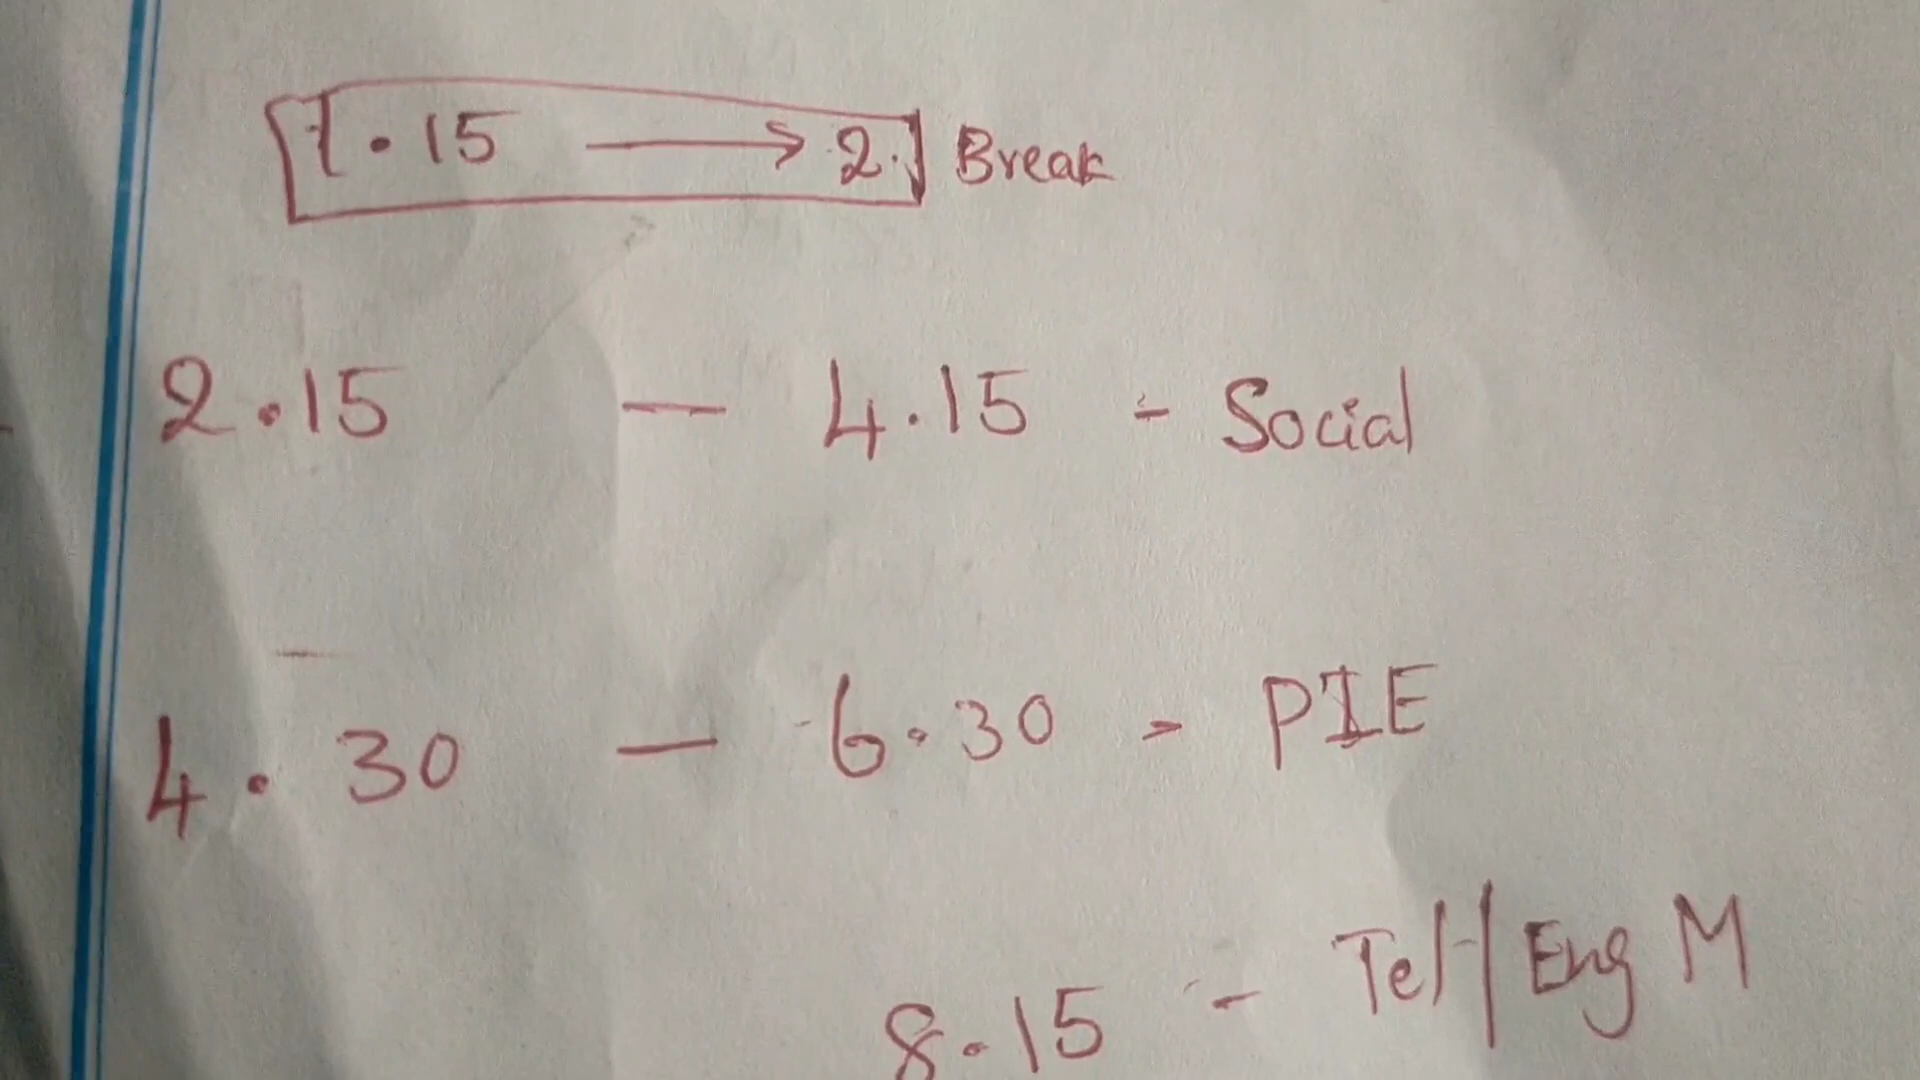 1.15 → 2. Break
2.15 — 4.15 - Social
4.30 — 6.30 - PIE
8.15 - Tel/Eng M